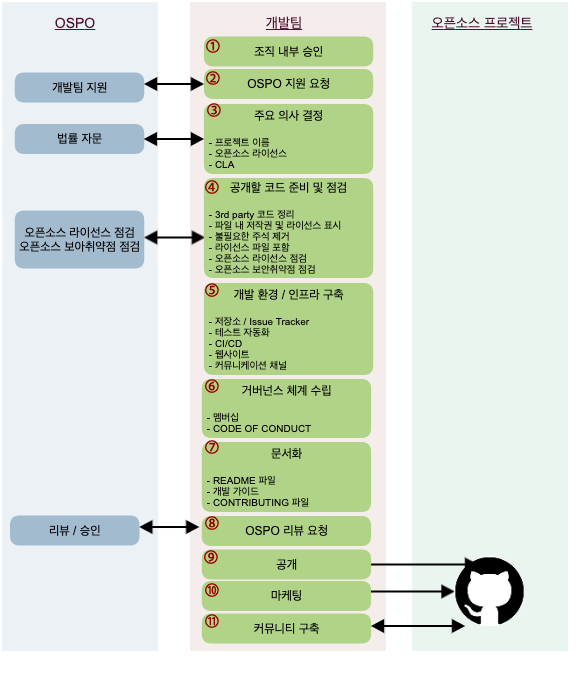 OSPO
개발팀
오픈소스 프로젝트
①
조직 내부 승인
개발팀 지원
②
OSPO 지원 요청
법률 자문
③
주요 의사 결정
- 프로젝트 이름
- 오픈소스 라이선스
- CLA
④
공개할 코드 준비 및 점검
- 3rd party 코드 정리
- 파일 내 저작권 및 라이선스 표시
- 불필요한 주석 제거
- 라이선스 파일 포함
- 오픈소스 라이선스 점검
- 오픈소스 보안취약점 점검
오픈소스 라이선스 점검
오픈소스 보아취약점 점검
⑤
개발 환경 / 인프라 구축
- 저장소 / Issue Tracker
- 테스트 자동화
- CI/CD
- 웹사이트
- 커뮤니케이션 채널
⑥
거버넌스 체계 수립
- 멤버십
- CODE OF CONDUCT
⑦
문서화
- README 파일
- 개발 가이드
- CONTRIBUTING 파일
리뷰 / 승인
⑧
OSPO 리뷰 요청
⑨
공개
⑩
마케팅
⑪
커뮤니티 구축